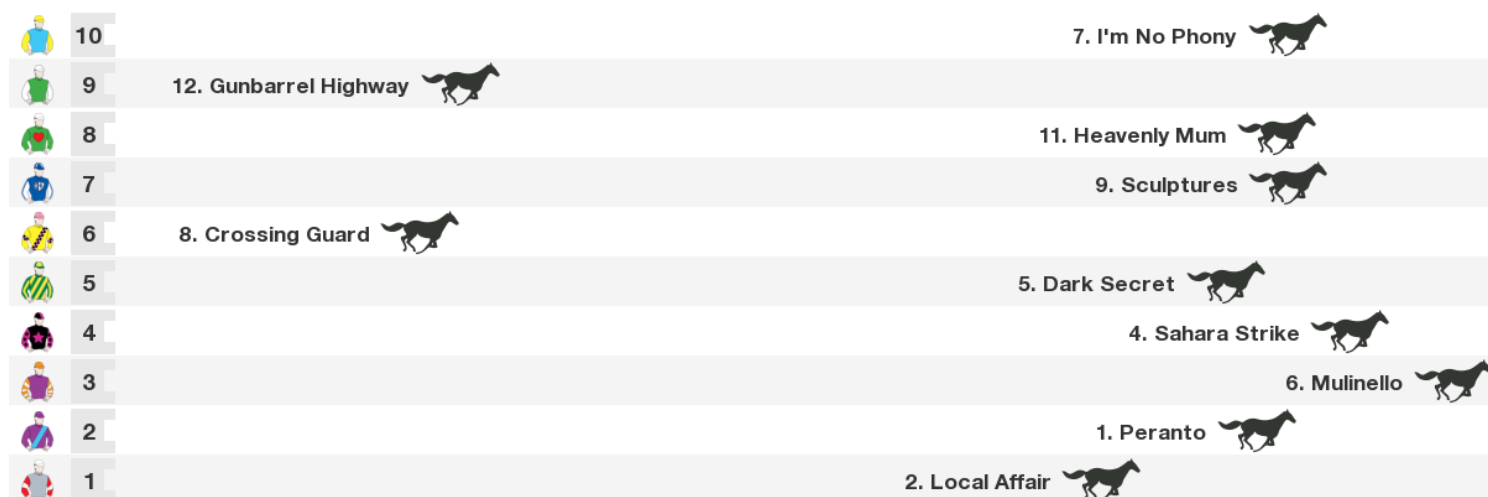 10 7. I'm No Phony
9 12. Gunbarrel Highway
8 11. Heavenly Mum
7 9. Sculptures
6 8. Crossing Guard
5 5. Dark Secret
4 4. Sahara Strike
3 6. Mulinello
2 1. Peranto
1 2. Local Affair